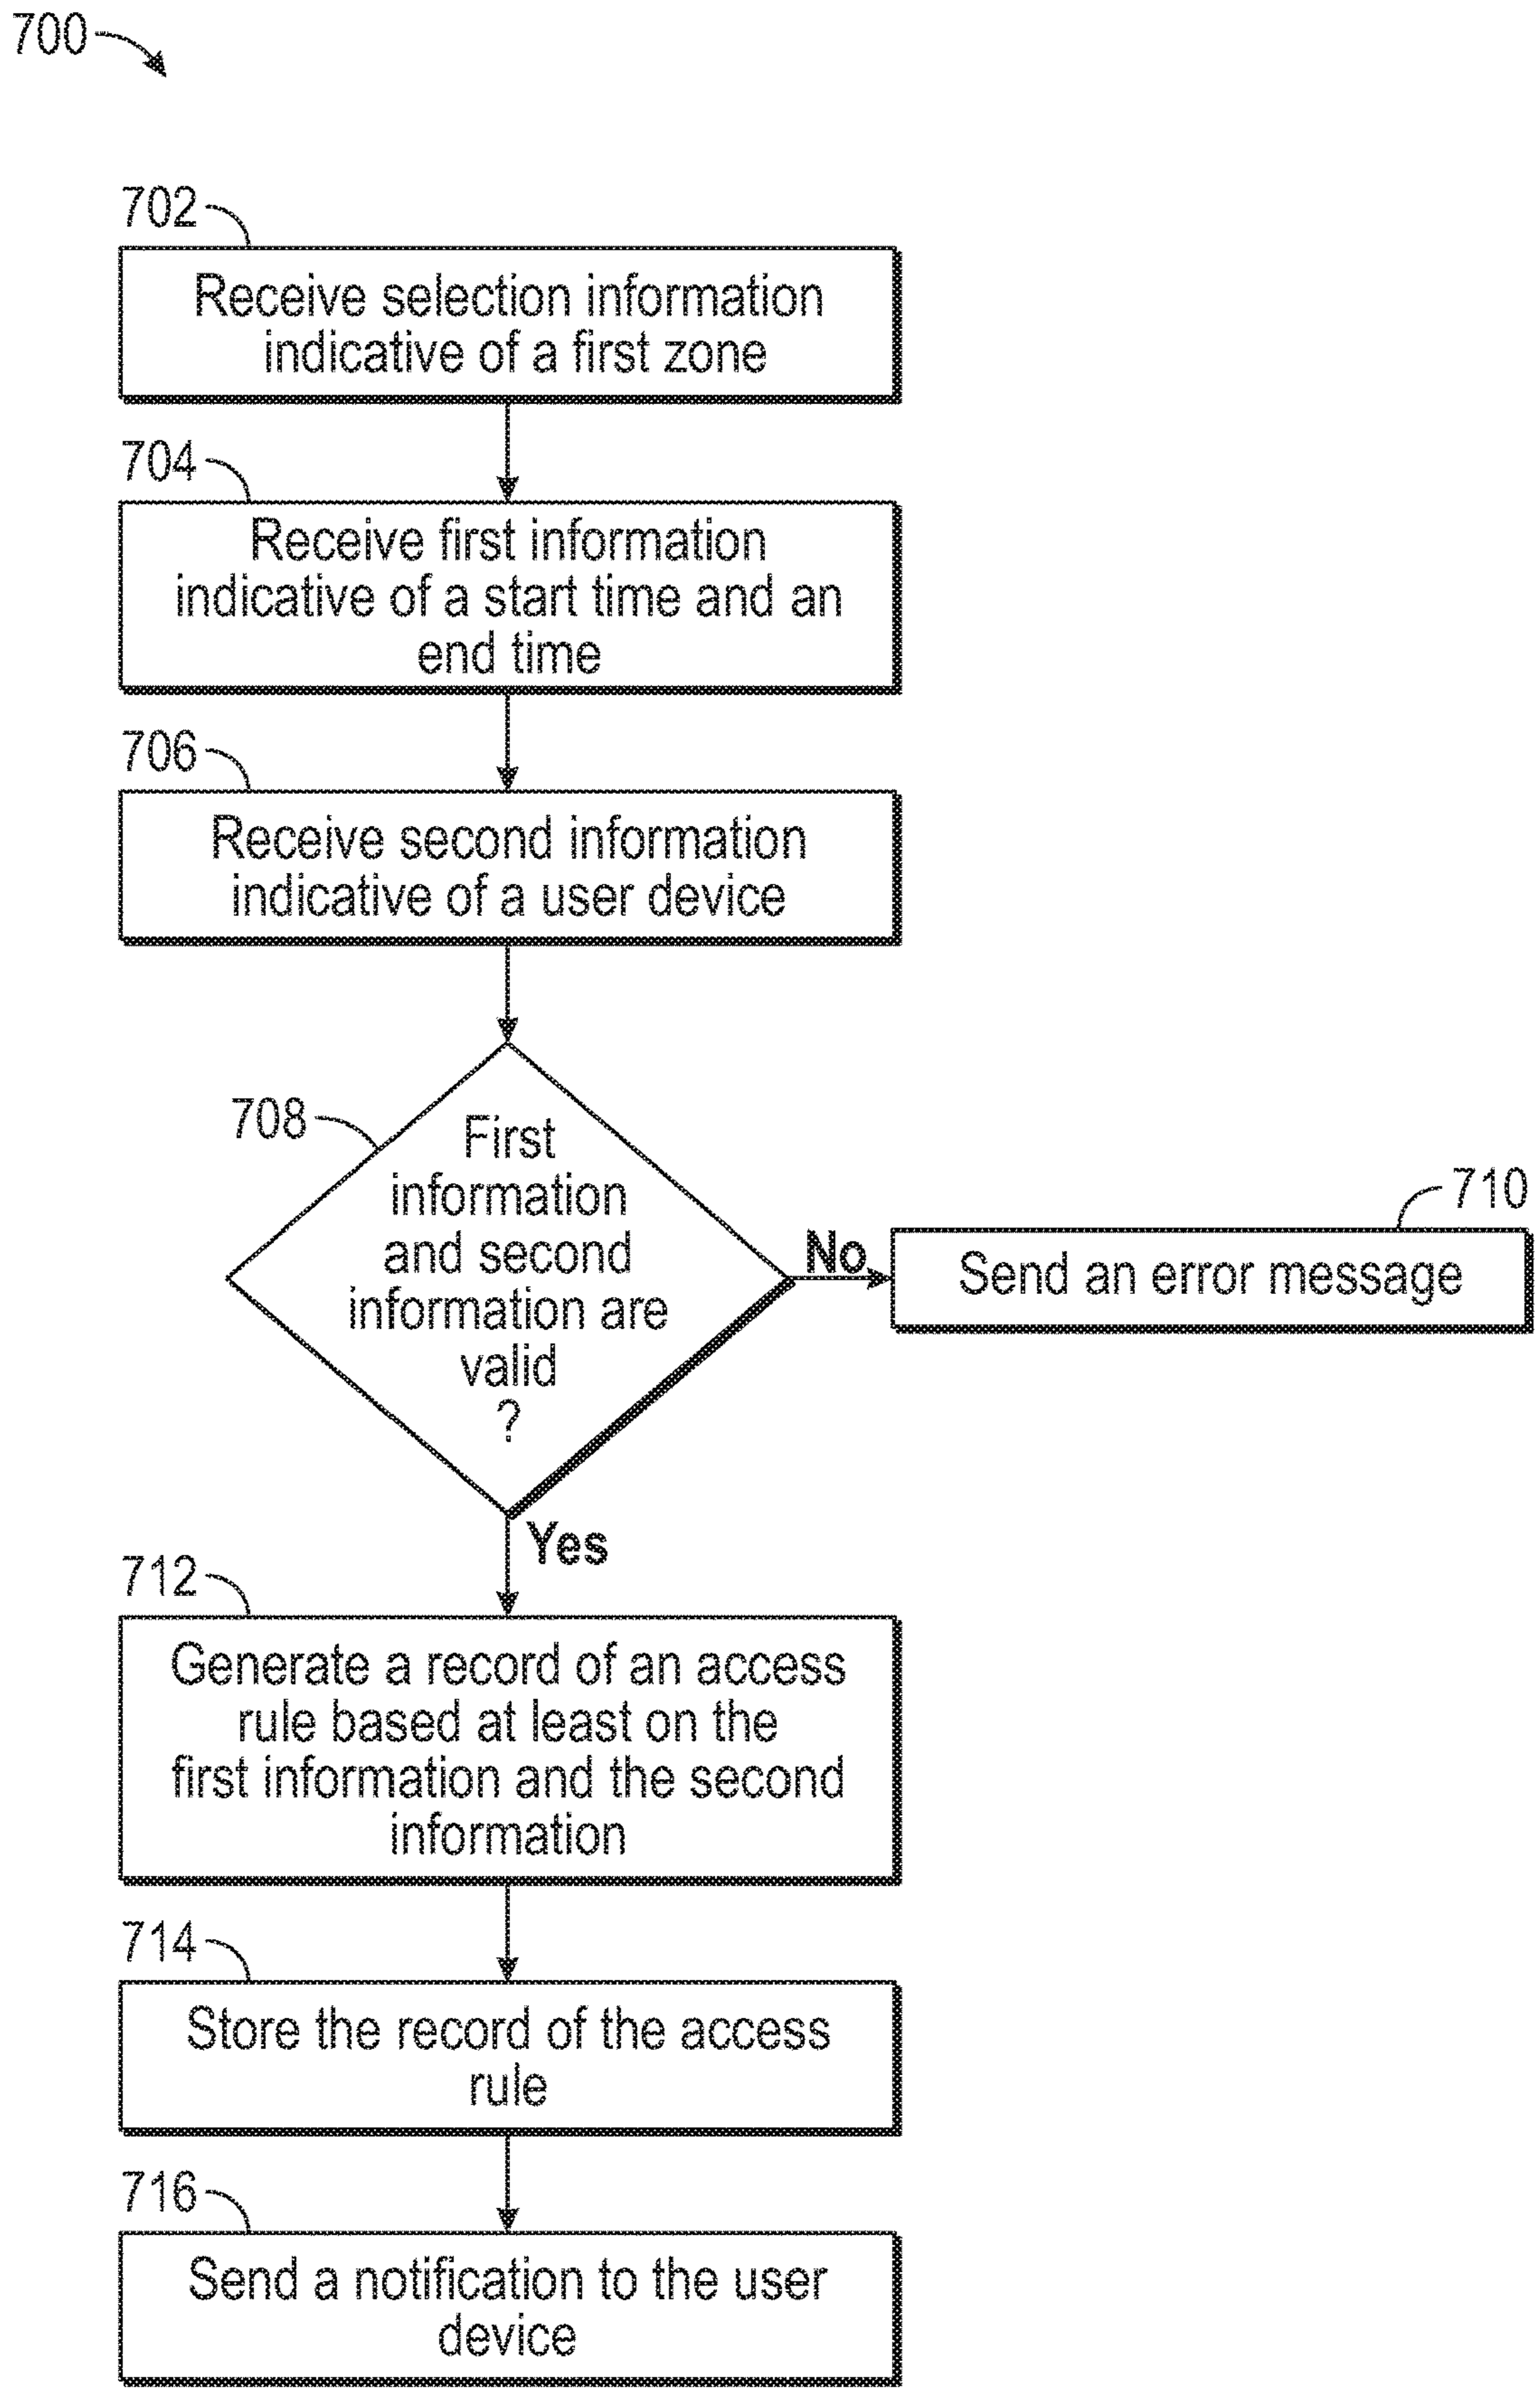 700
702
Receive selection information
indicative of a first zone
704
Receive first information
indicative of a start time and an
end time
706
Receive second information
indicative of a user device
708
First
information
and second
information are
valid
?
No
710
Send an error message
Yes
712
Generate a record of an access
rule based at least on the
first information and the second
information
714
Store the record of the access
rule
716
Send a notification to the user
device